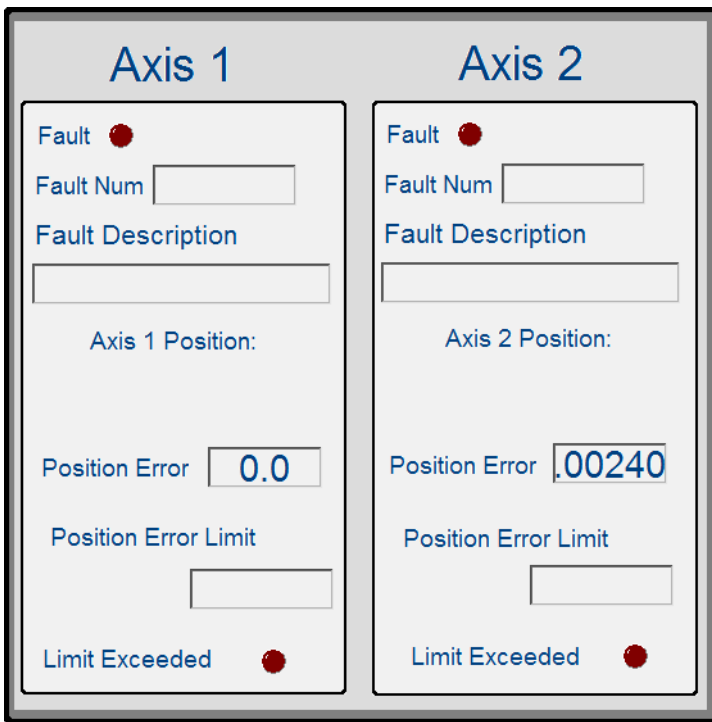 Axis 1
Fault
Fault Num
Fault Description
Axis 1 Position:
Position Error 0.0
Position Error Limit
Limit Exceeded
Axis 2
Fault
Fault Num
Fault Description
Axis 2 Position:
Position Error .00240
Position Error Limit
Limit Exceeded